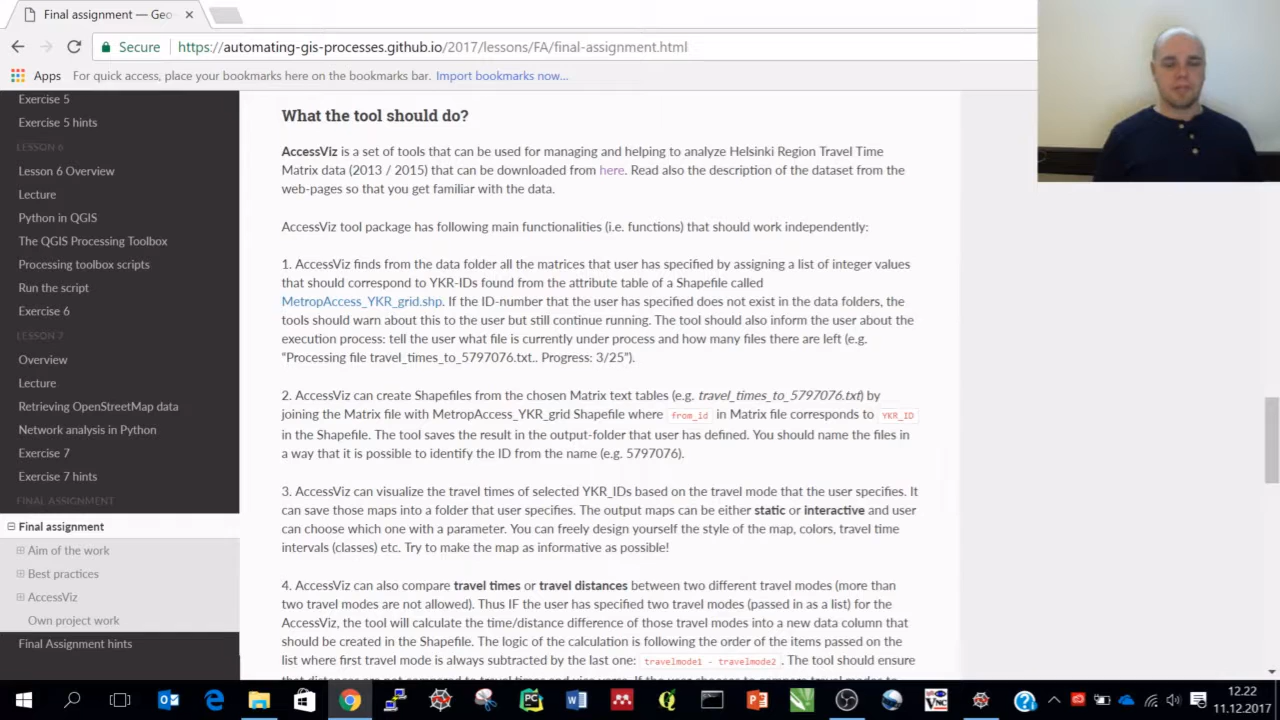 Final assignment — Geo
Secure
https://automating-gis-processes.github.io/2017/lessons/FA/final-assignment.html
Apps
For quick access, place your bookmarks here on the bookmarks bar. Import bookmarks now...
Exercise 5
Exercise 5 hints
LESSON 6
Lesson 6 Overview
Lecture
Python in QGIS
The QGIS Processing Toolbox
Processing toolbox scripts
Run the script
Exercise 6
LESSON 7
Overview
Lecture
Retrieving OpenStreetMap data
Network analysis in Python
Exercise 7
Exercise 7 hints
FINAL ASSIGNMENT
Final assignment
Aim of the work
Best practices
AccessViz
Own project work
Final Assignment hints
What the tool should do?
AccessViz is a set of tools that can be used for managing and helping to analyze Helsinki Region Travel Time
Matrix data (2013 / 2015) that can be downloaded from here. Read also the description of the dataset from the
web-pages so that you get familiar with the data.
AccessViz tool package has following main functionalities (i.e. functions) that should work independently:
1. AccessViz finds from the data folder all the matrices that user has specified by assigning a list of integer values
that should correspond to YKR-IDs found from the attribute table of a Shapefile called
MetropAccess_YKR_grid.shp. If the ID-number that the user has specified does not exist in the data folders, the
tools should warn about this to the user but still continue running. The tool should also inform the user about the
execution process: tell the user what file is currently under process and how many files there are left (e.g.
“Processing file travel_times_to_5797076.txt.. Progress: 3/25”).
2. AccessViz can create Shapefiles from the chosen Matrix text tables (e.g. travel_times_to_5797076.txt) by
joining the Matrix file with MetropAccess_YKR_grid Shapefile where from_id in Matrix file corresponds to YKR_ID
in the Shapefile. The tool saves the result in the output-folder that user has defined. You should name the files in
a way that it is possible to identify the ID from the name (e.g. 5797076).
3. AccessViz can visualize the travel times of selected YKR_IDs based on the travel mode that the user specifies. It
can save those maps into a folder that user specifies. The output maps can be either static or interactive and user
can choose which one with a parameter. You can freely design yourself the style of the map, colors, travel time
intervals (classes) etc. Try to make the map as informative as possible!
4. AccessViz can also compare travel times or travel distances between two different travel modes (more than
two travel modes are not allowed). Thus IF the user has specified two travel modes (passed in as a list) for the
AccessViz, the tool will calculate the time/distance difference of those travel modes into a new data column that
should be created in the Shapefile. The logic of the calculation is following the order of the items passed on the
list where first travel mode is always subtracted by the last one: travelmode1 - travelmode2 . The tool should ensure
12.22
11.12.2017